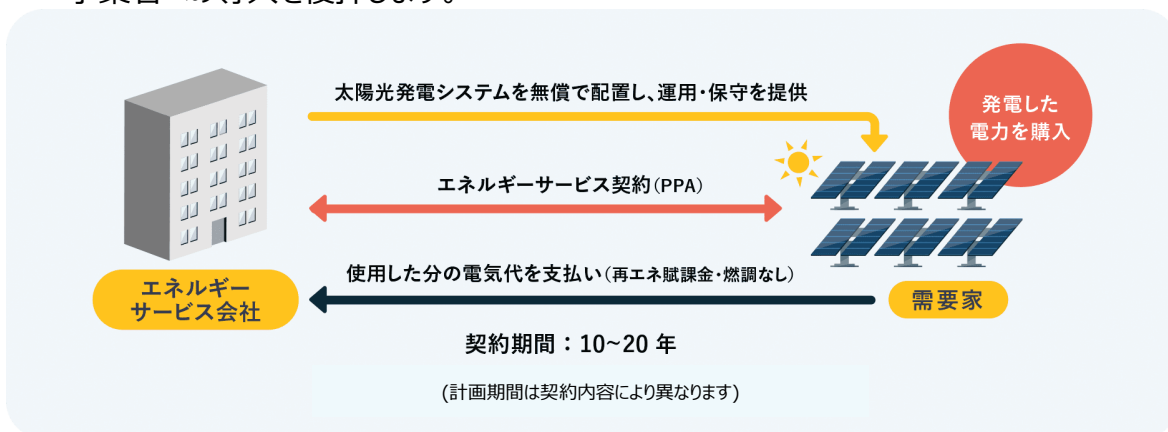 太陽光発電システムを無償で配置し、運用・保守を提供
発電した
電力を購入
エネルギーサービス契約(PPA)
使用した分の電気代を支払い(再エネ賦課金・燃調なし)
エネルギー
サービス会社
需要家
契約期間：10~20 年
(計画期間は契約内容により異なります)